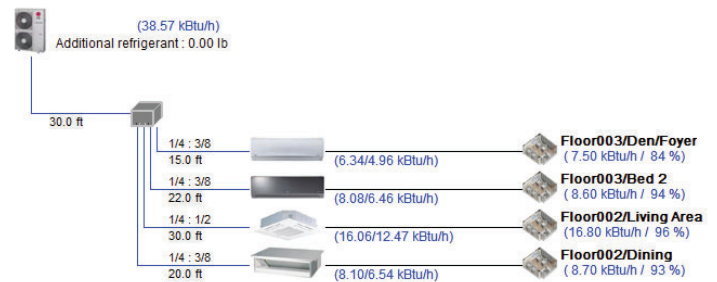 (38.57 kBtu/h)
Additional refrigerant : 0.00 lb
30.0 ft
1/4 : 3/8
15.0 ft
(6.34/4.96 kBtu/h)
Floor003/Den/Foyer
( 7.50 kBtu/h / 84 %)
1/4 : 3/8
22.0 ft
(8.08/6.46 kBtu/h)
Floor003/Bed 2
( 8.60 kBtu/h / 94 %)
1/4 : 1/2
30.0 ft
(16.06/12.47 kBtu/h)
Floor002/Living Area
(16.80 kBtu/h / 96 %)
1/4 : 3/8
20.0 ft
(8.10/6.54 kBtu/h)
Floor002/Dining
( 8.70 kBtu/h / 93 %)